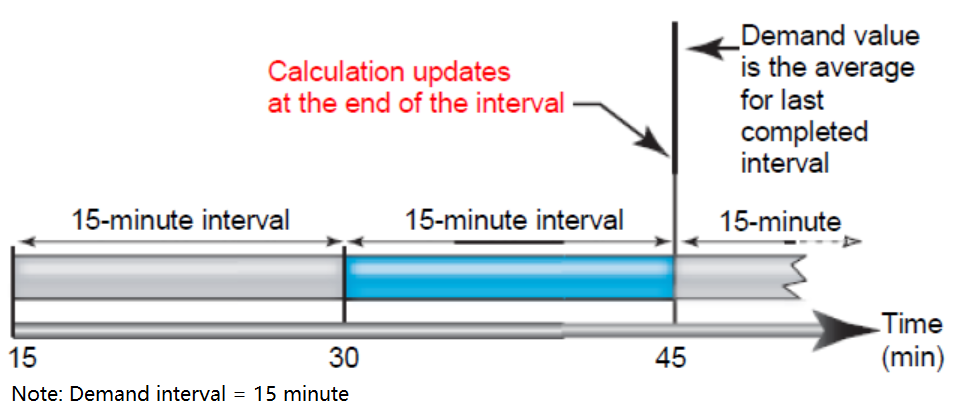 Demand value
is the average
for last
completed
interval
Calculation updates
at the end of the interval
15-minute interval
15-minute interval
15-minute
Time
(min)
15
30
45
Note: Demand interval = 15 minute